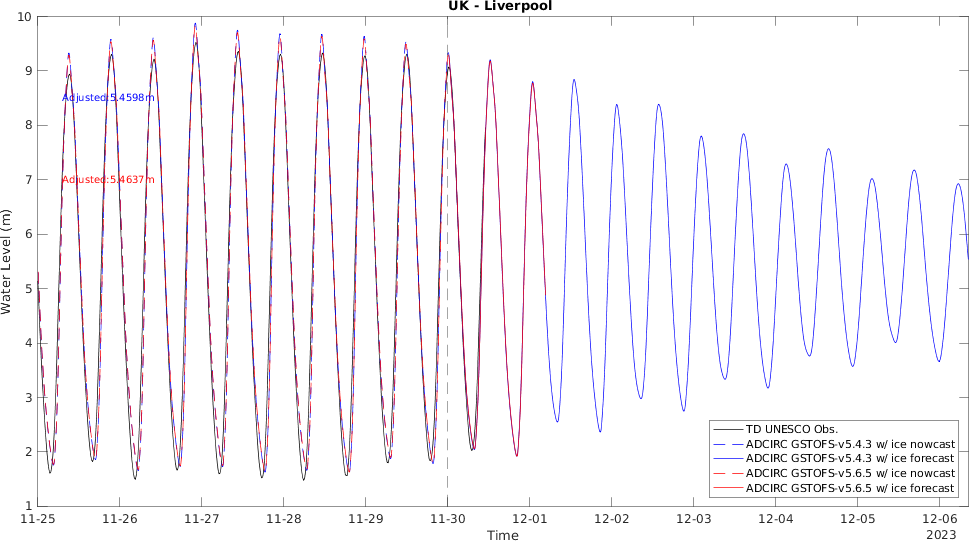 UK - Liverpool
10
9
8
7
6
5
4
3
2
1
Water Level (m)
Adjusted:5.4598m
Adjusted:5.4637m
TD UNESCO Obs.
ADCIRC GSTOFS-v5.4.3 w/ ice nowcast
ADCIRC GSTOFS-v5.4.3 w/ ice forecast
ADCIRC GSTOFS-v5.6.5 w/ ice nowcast
ADCIRC GSTOFS-v5.6.5 w/ ice forecast
11-25 11-26 11-27 11-28 11-29 11-30 12-01 12-02 12-03 12-04 12-05 12-06
2023
Time